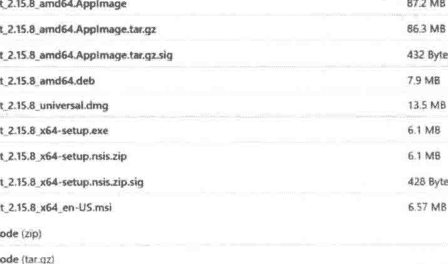 t_2.15.8_amd64.AppImage 87.2 MB
t_2.15.8_amd64.AppImage.tar.gz 86.3 MB
t_2.15.8_amd64.AppImage.tar.gz.sig 432 Byte
t_2.15.8_amd64.deb 7.9 MB
t_2.15.8_universal.dmg 13.5 MB
t_2.15.8_x64-setup.exe 6.1 MB
t_2.15.8_x64-setup.nsis.zip 6.1 MB
t_2.15.8_x64-setup.nsis.zip.sig 428 Byte
t_2.15.8_x64_en-US.msi 6.57 MB
ode (zip)
ode (tar.gz)